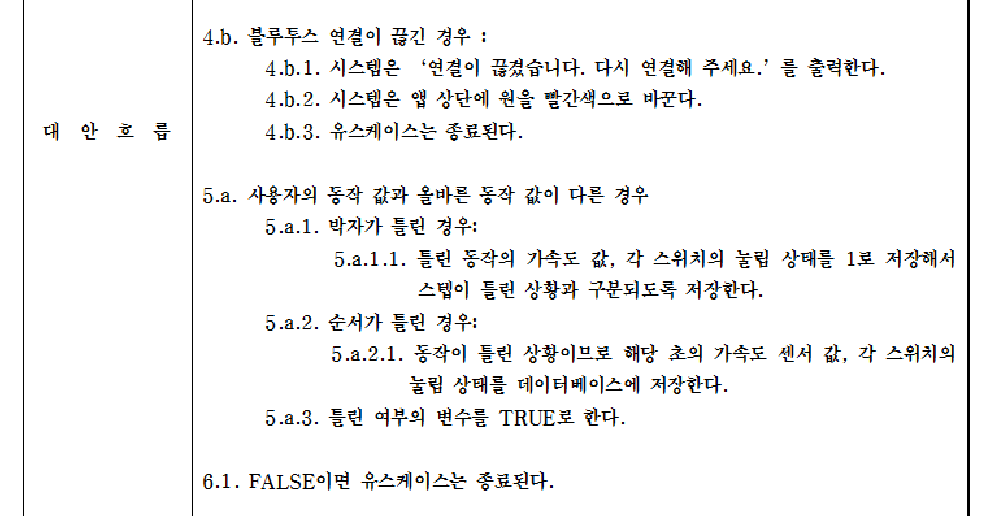 4.b. 블루투스 연결이 끊긴 경우 :
4.b.1. 시스템은 ‘연결이 끊겼습니다. 다시 연결해 주세요.’ 를 출력한다.
4.b.2. 시스템은 앱 상단에 원을 빨간색으로 바꾼다.
대 안 흐 름
4.b.3. 유스케이스는 종료된다.
5.a. 사용자의 동작 값과 올바른 동작 값이 다른 경우
5.a.1. 박자가 틀린 경우:
5.a.1.1. 틀린 동작의 가속도 값, 각 스위치의 눌림 상태를 1로 저장해서
스텝이 틀린 상황과 구분되도록 저장한다.
5.a.2. 순서가 틀린 경우:
5.a.2.1. 동작이 틀린 상황이므로 해당 초의 가속도 센서 값, 각 스위치의
눌림 상태를 데이터베이스에 저장한다.
5.a.3. 틀린 여부의 변수를 TRUE로 한다.
6.1. FALSE이면 유스케이스는 종료된다.